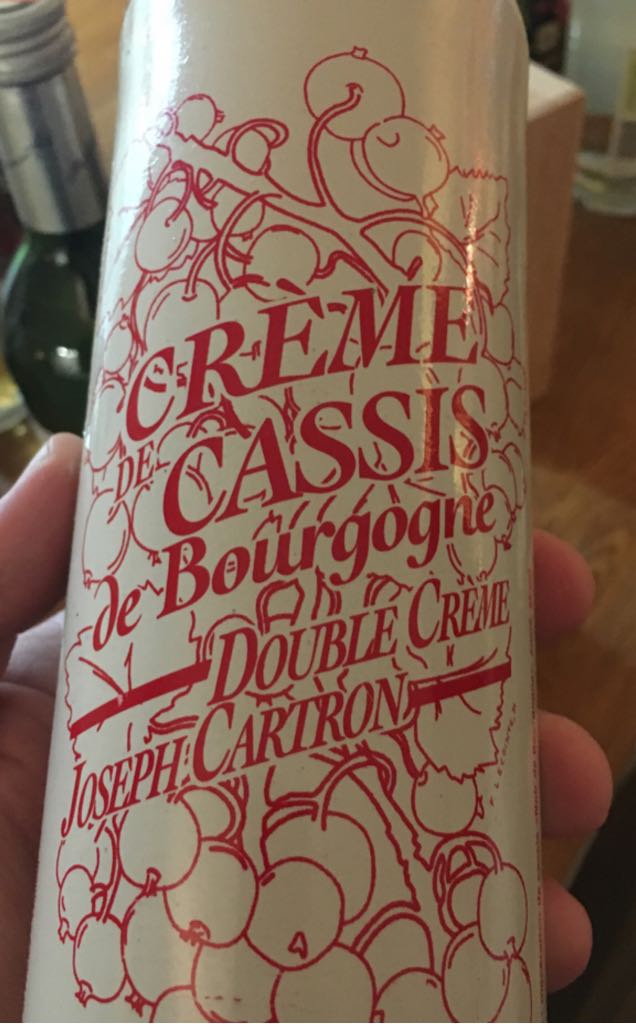 CRÈME
DE CASSIS
de Bourgogne
DOUBLE CRÈME
JOSEPH CARTRON